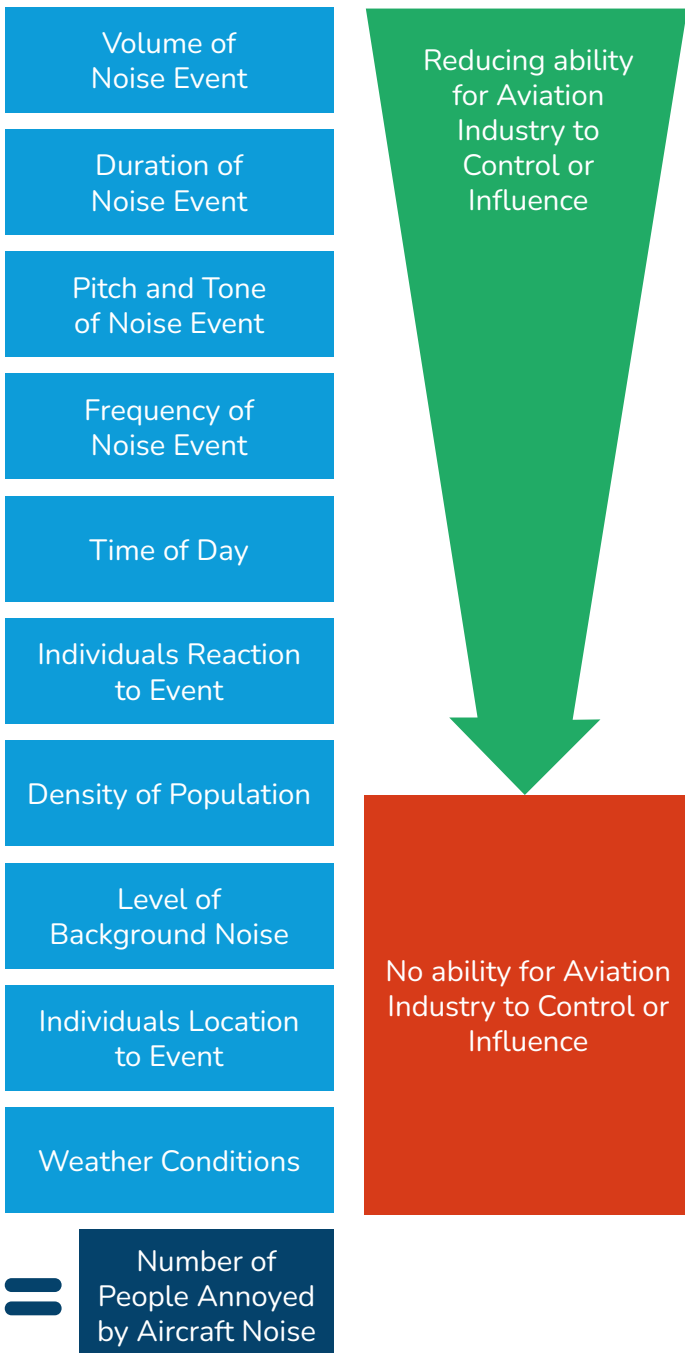 Volume of
Noise Event
Duration of
Noise Event
Pitch and Tone
of Noise Event
Frequency of
Noise Event
Time of Day
Individuals Reaction
to Event
Density of Population
Level of
Background Noise
Individuals Location
to Event
Weather Conditions
=
Number of
People Annoyed
by Aircraft Noise
Reducing ability
for Aviation
Industry to
Control or
Influence
No ability for Aviation
Industry to Control or
Influence